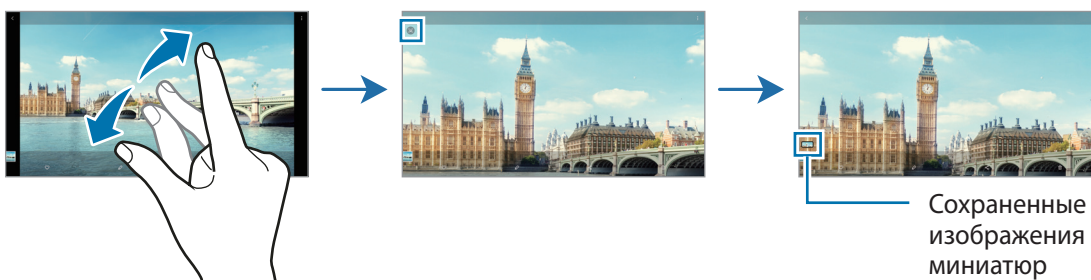 Сохраненные
изображения
миниатюр